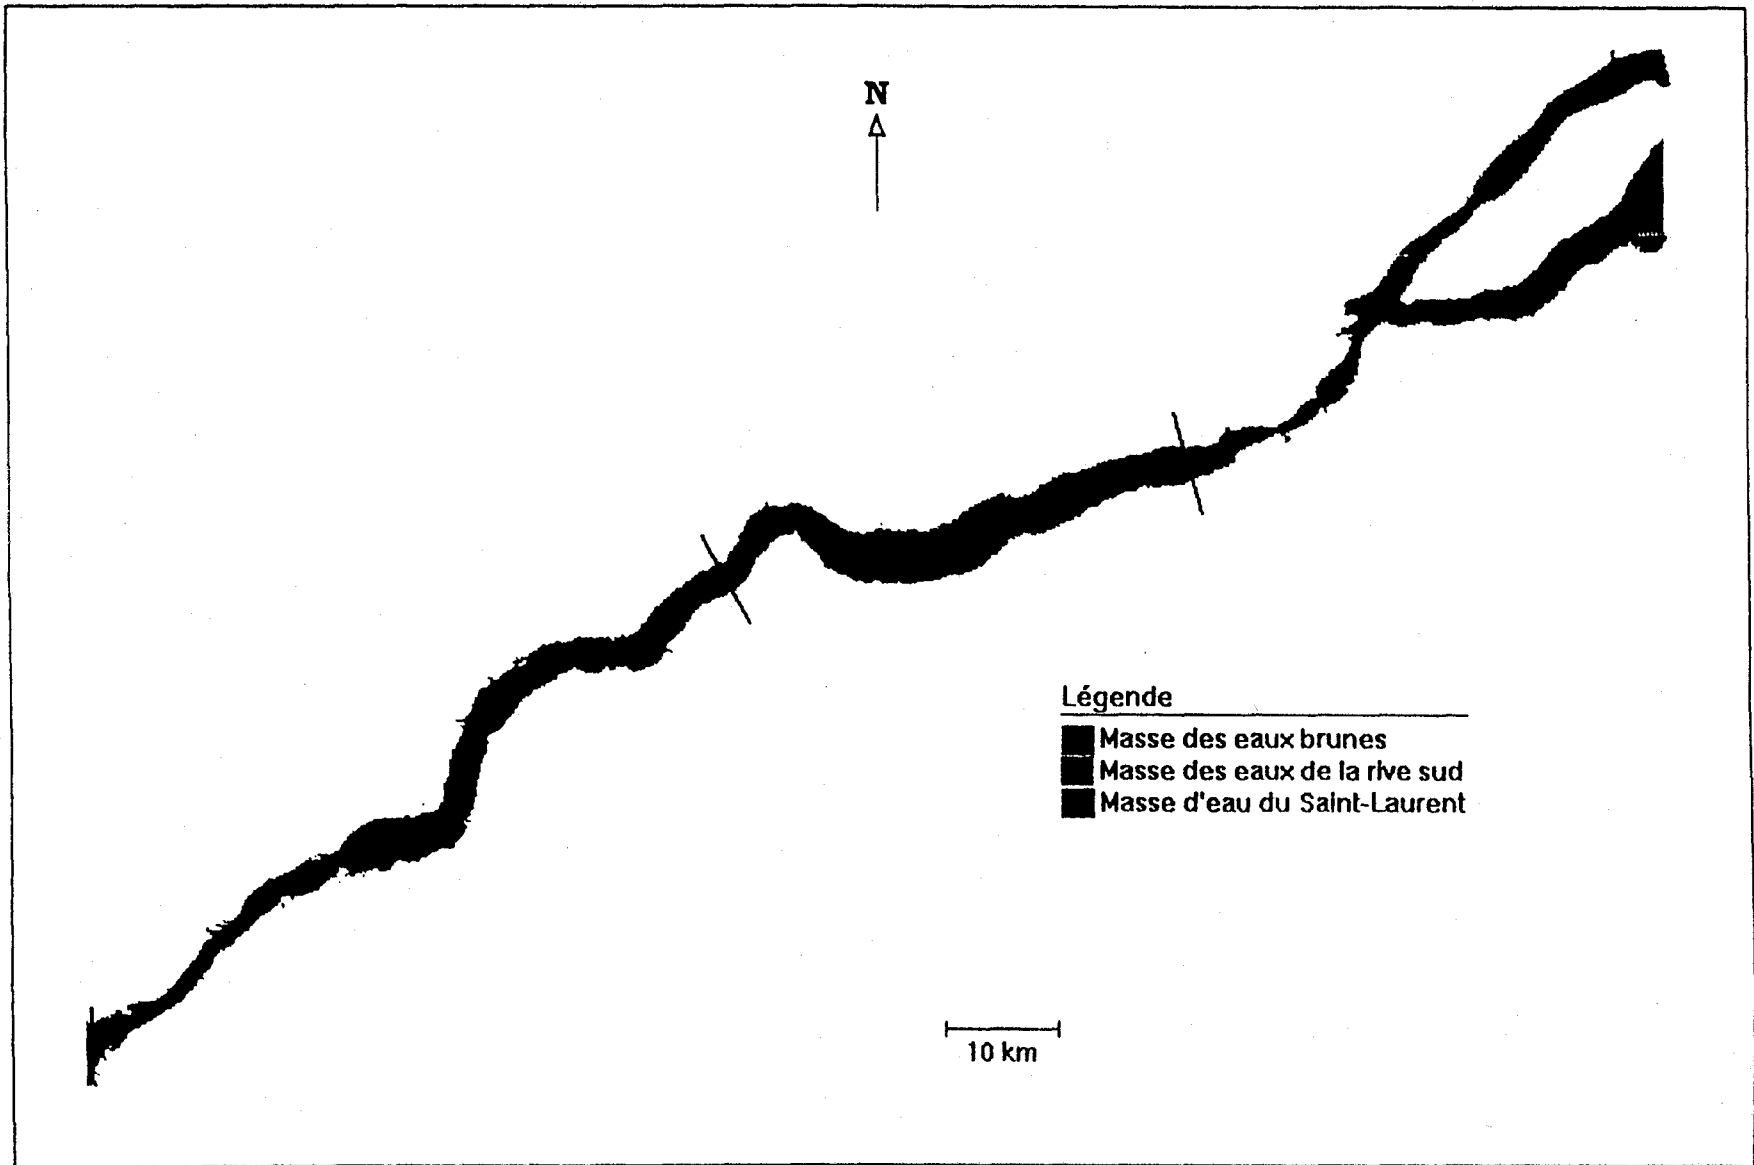 N
Légende
Masse des eaux brunes
Masse des eaux de la rive sud
Masse d'eau du Saint-Laurent
10 km